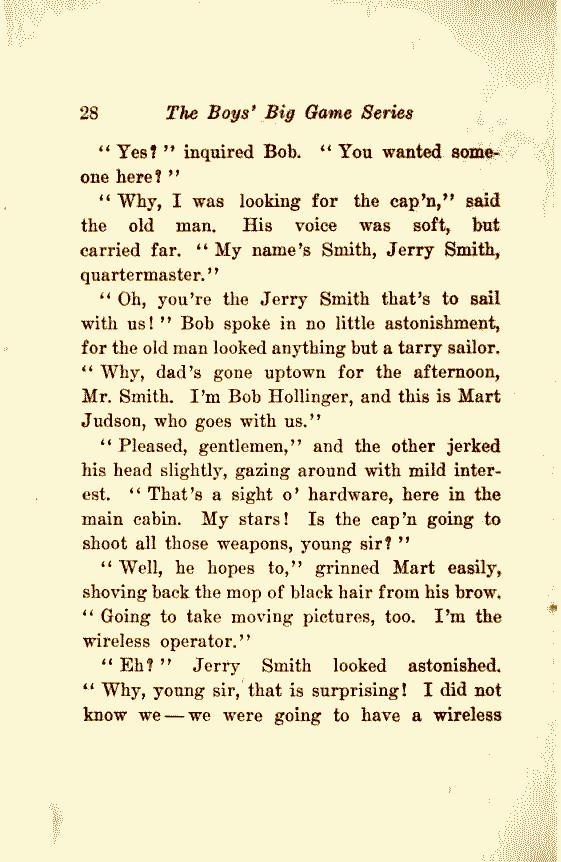 28 The Boys' Big Game Series
“Yes?” inquired Bob. “You wanted some-
one here?”
“Why, I was looking for the cap'n,” said
the old man. His voice was soft, but
carried far. “My name's Smith, Jerry Smith,
quartermaster.”
“Oh, you're the Jerry Smith that's to sail
with us!” Bob spoke in no little astonishment,
for the old man looked anything but a tarry sailor.
“Why, dad's gone uptown for the afternoon,
Mr. Smith. I'm Bob Hollinger, and this is Mart
Judson, who goes with us.”
“Pleased, gentlemen,” and the other jerked
his head slightly, gazing around with mild inter-
est. “That's a sight o' hardware, here in the
main cabin. My stars! Is the cap'n going to
shoot all those weapons, young sir?”
“Well, he hopes to,” grinned Mart easily,
shoving back the mop of black hair from his brow.
“Going to take moving pictures, too. I'm the
wireless operator.”
“Eh?” Jerry Smith looked astonished.
“Why, young sir, that is surprising! I did not
know we—we were going to have a wireless